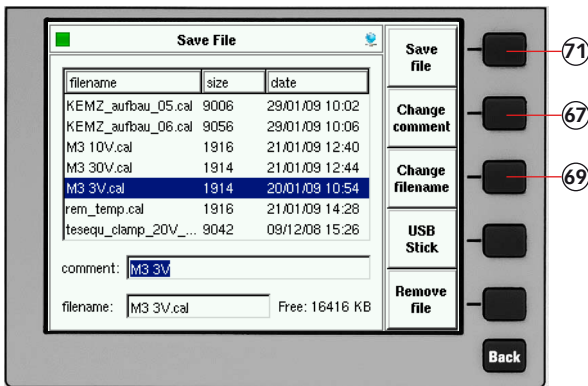 Save File
filename size date
KEMZ_aufbau_05.cal 9006 29/01/09 10:02
KEMZ_aufbau_06.cal 9056 29/01/09 10:06
M3 10V.cal 1916 21/01/09 12:40
M3 30V.cal 1914 21/01/09 12:44
M3 3V.cal 1914 20/01/09 10:54
rem_temp.cal 1916 21/01/09 14:28
tesequ_clamp_20V_... 9042 09/12/08 15:26
comment: M3 3V
filename: M3 3V.cal Free: 16416 KB
Save
file
Change
comment
Change
filename
USB
Stick
Remove
file
Back
71
67
69